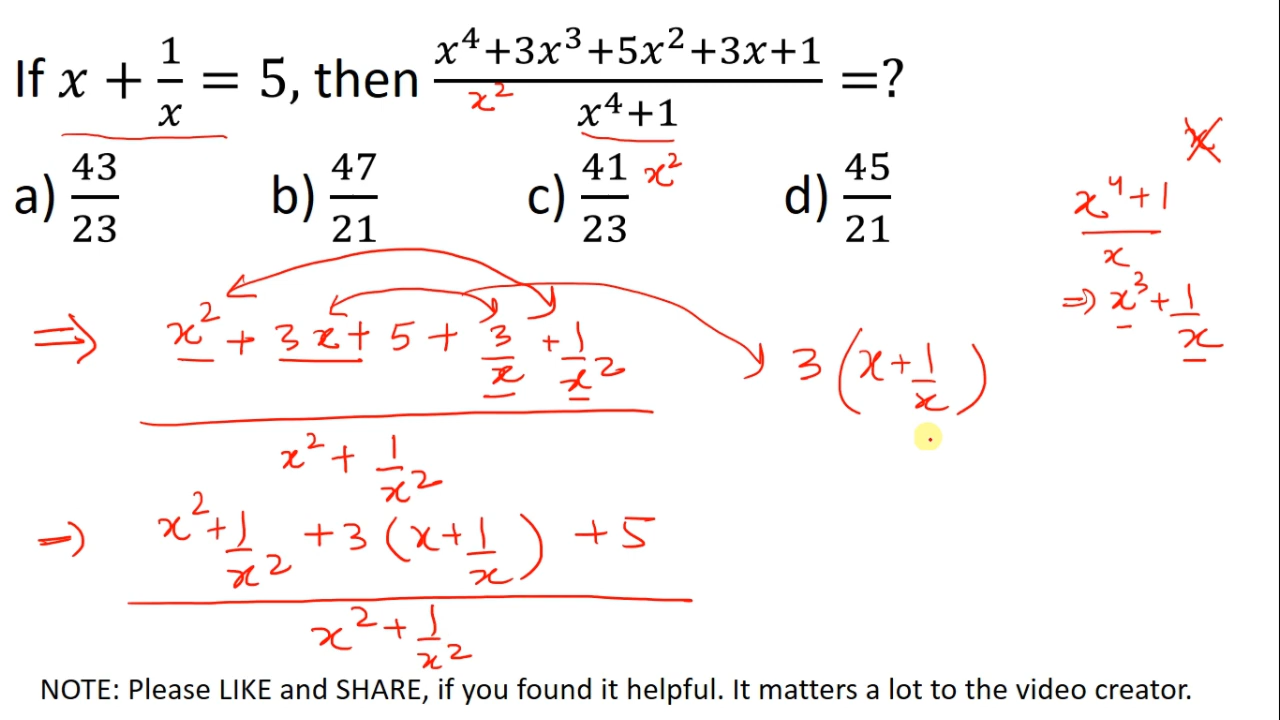 If x + 1/x = 5, then (x⁴+3x³+5x²+3x+1)/(x⁴+1) =?
x²
x²
a) 43/23 b) 47/21 c) 41/23 d) 45/21
x
(x⁴+1)/x
⇒ x³ + 1/x
⇒ (x² + 3x + 5 + 3/x + 1/x²)/(x² + 1/x²)
3(x + 1/x)
⇒ (x² + 1/x² + 3(x + 1/x) + 5)/(x² + 1/x²)
NOTE: Please LIKE and SHARE, if you found it helpful. It matters a lot to the video creator.